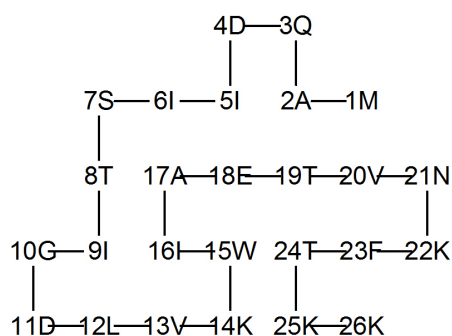 4D 3Q
7S 6I 5I 2A 1M
8T 17A 18E 19T 20V 21N
10G 9I 16I 15W 24T 23F 22K
11D 12L 13V 14K 25K 26K